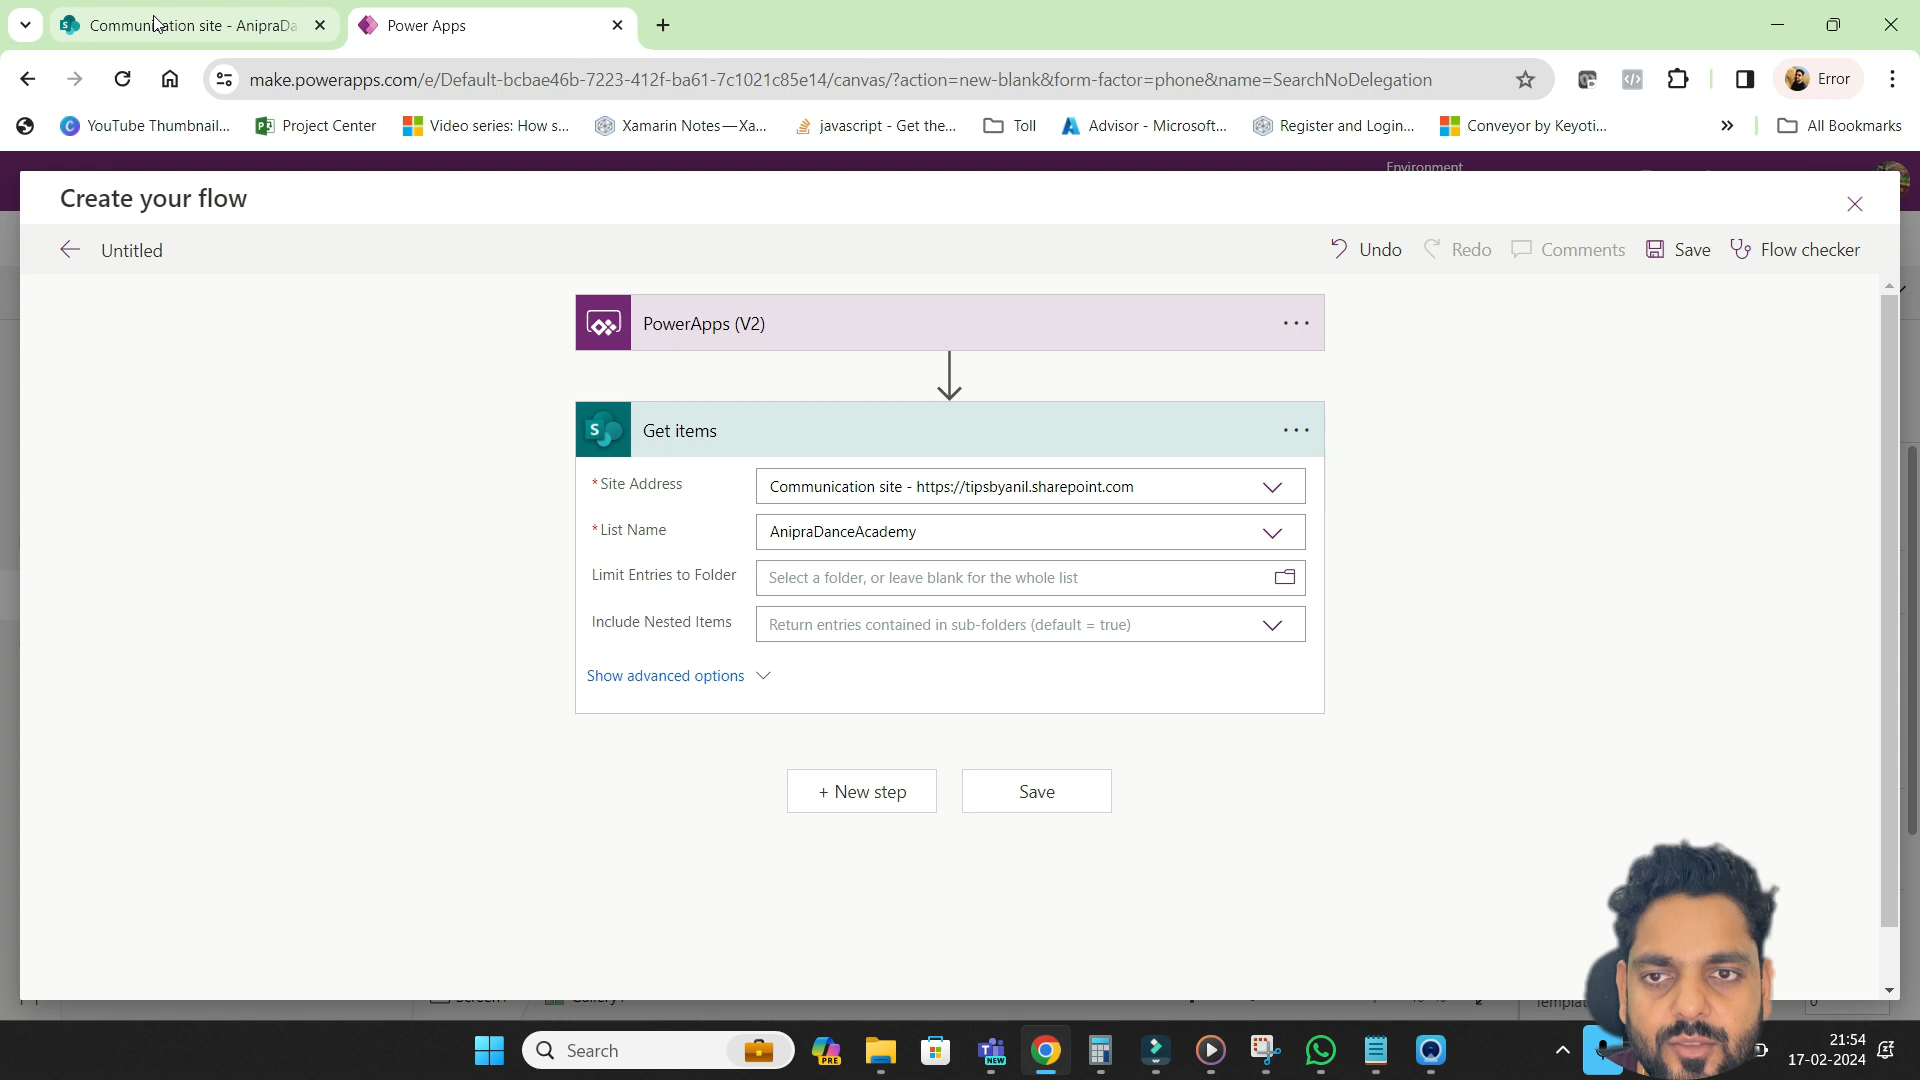 Communication site - AnipraDa
Power Apps
make.powerapps.com/e/Default-bcbae46b-7223-412f-ba61-7c1021c85e14/canvas/?action=new-blank&form-factor=phone&name=SearchNoDelegation
Error
YouTube Thumbnail...
Project Center
Video series: How s...
Xamarin Notes—Xa...
javascript - Get the...
Toll
Advisor - Microsoft...
Register and Login...
Conveyor by Keyoti...
All Bookmarks
Environment
Create your flow
Untitled
Undo
Redo
Comments
Save
Flow checker
PowerApps (V2)
Get items
* Site Address
Communication site - https://tipsbyanil.sharepoint.com
* List Name
AnipraDanceAcademy
Limit Entries to Folder
Select a folder, or leave blank for the whole list
Include Nested Items
Return entries contained in sub-folders (default = true)
Show advanced options
+ New step
Save
Search
PRE
NEW
21:54
17-02-2024